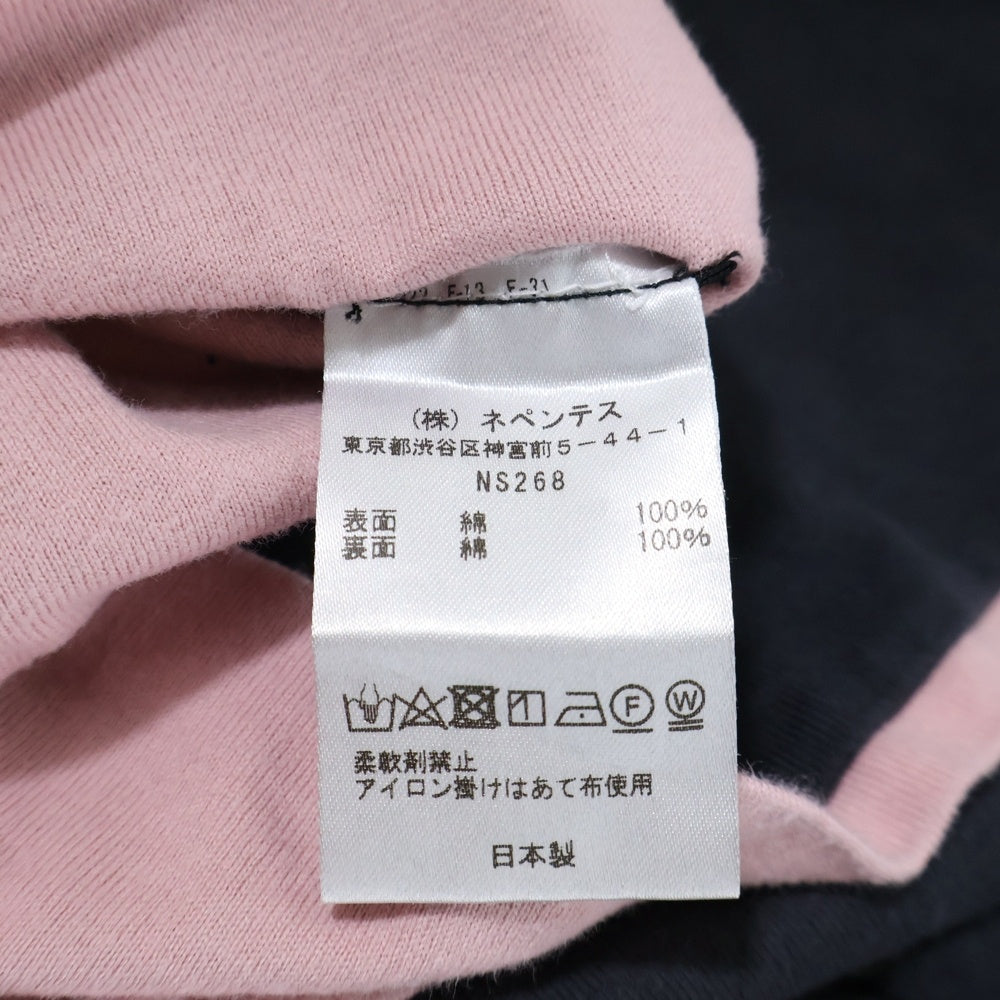 E-13 E-31
(株) ネペンテス
東京都渋谷区神宮前5-44-1
NS268
表面 綿 100%
裏面 綿 100%
F W
柔軟剤禁止
アイロン掛けはあて布使用
日本製